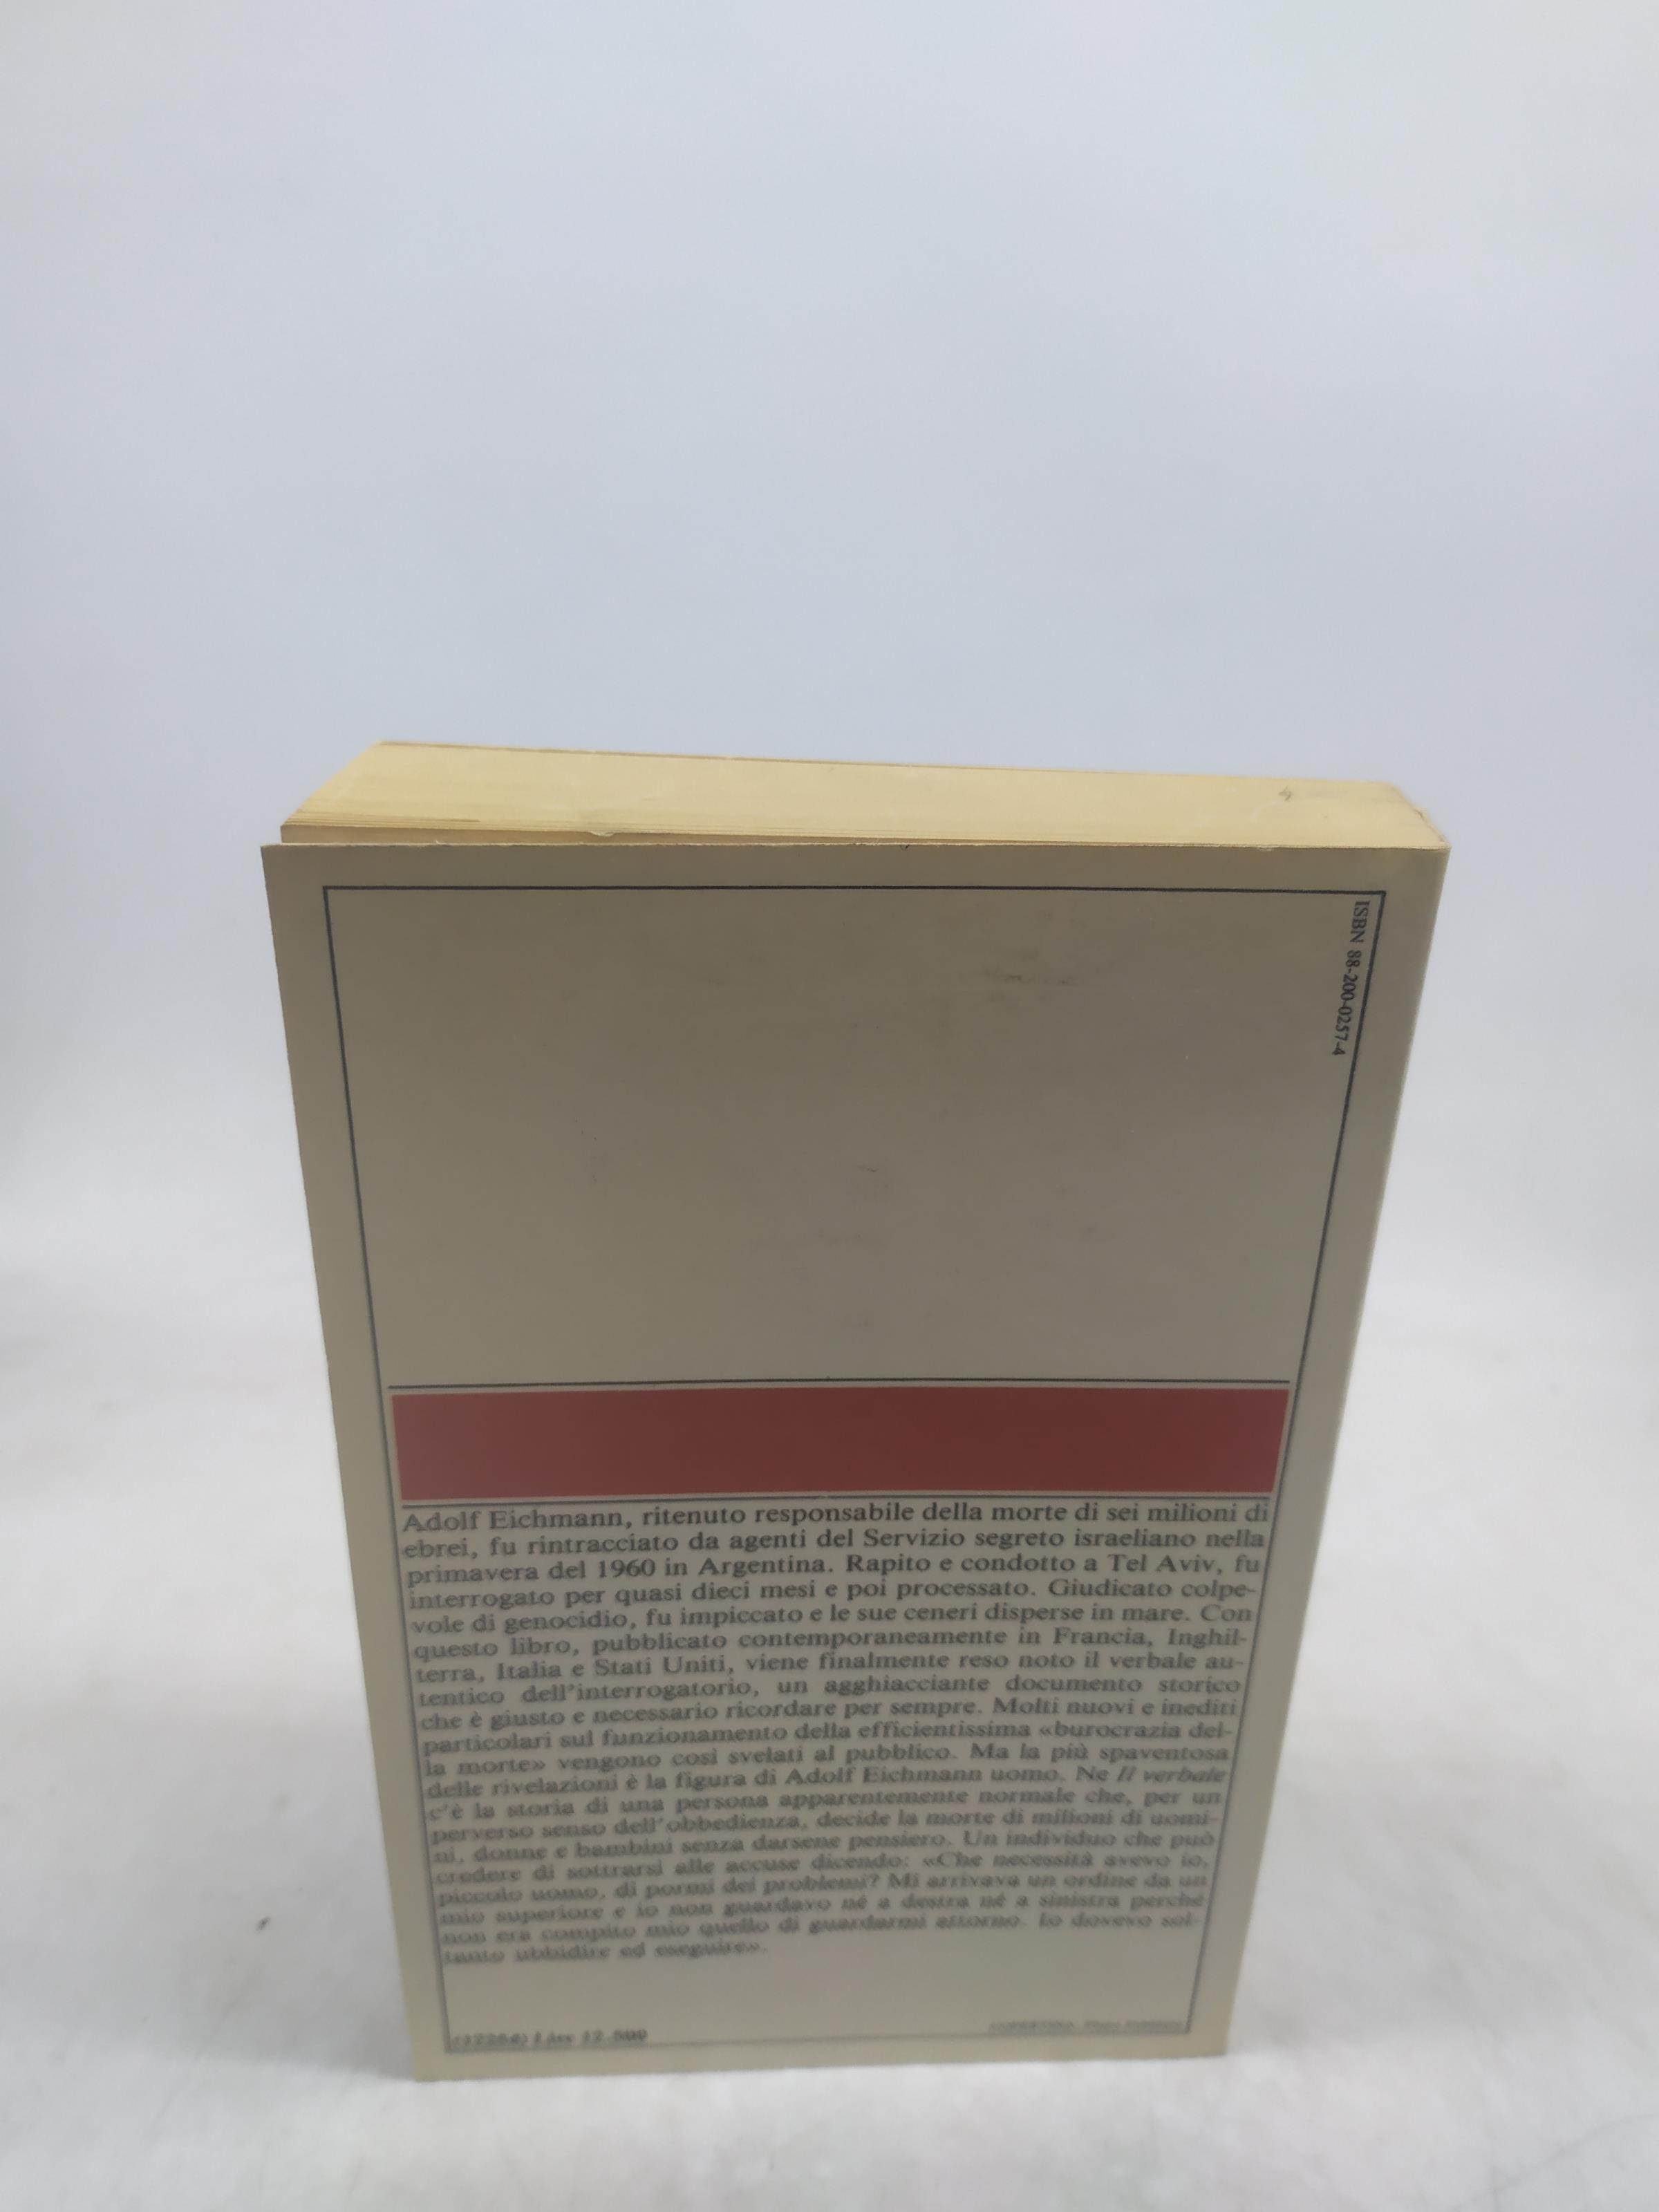 ISBN 88-200-0257-4
Adolf Eichmann, ritenuto responsabile della morte di sei milioni di
ebrei, fu rintracciato da agenti del Servizio segreto israeliano nella
primavera del 1960 in Argentina. Rapito e condotto a Tel Aviv, fu
interrogato per quasi dieci mesi e poi processato. Giudicato colpe-
vole di genocidio, fu impiccato e le sue ceneri disperse in mare. Con
questo libro, pubblicato contemporaneamente in Francia, Inghil-
terra, Italia e Stati Uniti, viene finalmente reso noto il verbale au-
tentico dell'interrogatorio, un agghiacciante documento storico
che è giusto e necessario ricordare per sempre. Molti nuovi e inediti
particolari sul funzionamento della efficientissima «burocrazia del-
la morte» vengono così svelati al pubblico. Ma la più spaventosa
delle rivelazioni è la figura di Adolf Eichmann uomo. Ne Il verbale
c'è la storia di una persona apparentemente normale che, per un
perverso senso dell'obbedienza, decide la morte di milioni di uomi-
ni, donne e bambini senza darsene pensiero. Un individuo che può
credere di sottrarsi alle accuse dicendo: «Che necessità avevo io,
piccolo uomo, di pormi dei problemi? Mi arrivava un ordine da un
mio superiore e io non guardavo né a destra né a sinistra perché
non era compito mio quello di guardarmi attorno. Io dovevo sol-
tanto ubbidire ed eseguire».
Lire 12.500